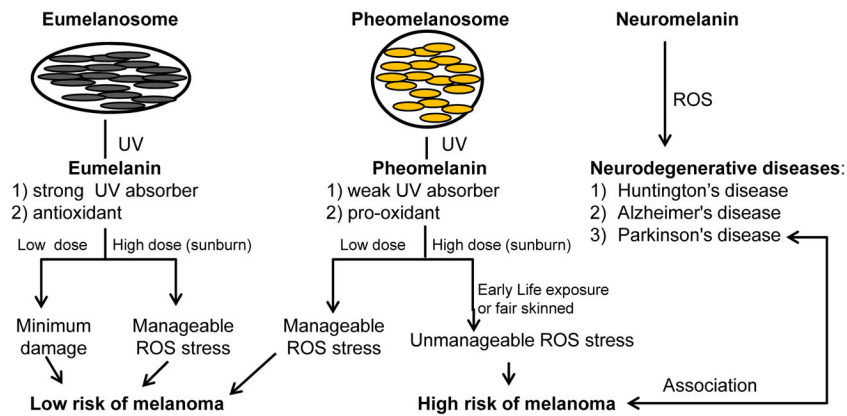 Eumelanosome
Pheomelanosome
Neuromelanin
UV
UV
ROS
Eumelanin
1) strong UV absorber
2) antioxidant
Pheomelanin
1) weak UV absorber
2) pro-oxidant
Neurodegenerative diseases:
1) Huntington's disease
2) Alzheimer's disease
3) Parkinson's disease
Low dose
High dose (sunburn)
Low dose
High dose (sunburn)
Early Life exposure
or fair skinned
Minimum
damage
Manageable
ROS stress
Manageable
ROS stress
Unmanageable ROS stress
Low risk of melanoma
High risk of melanoma
Association